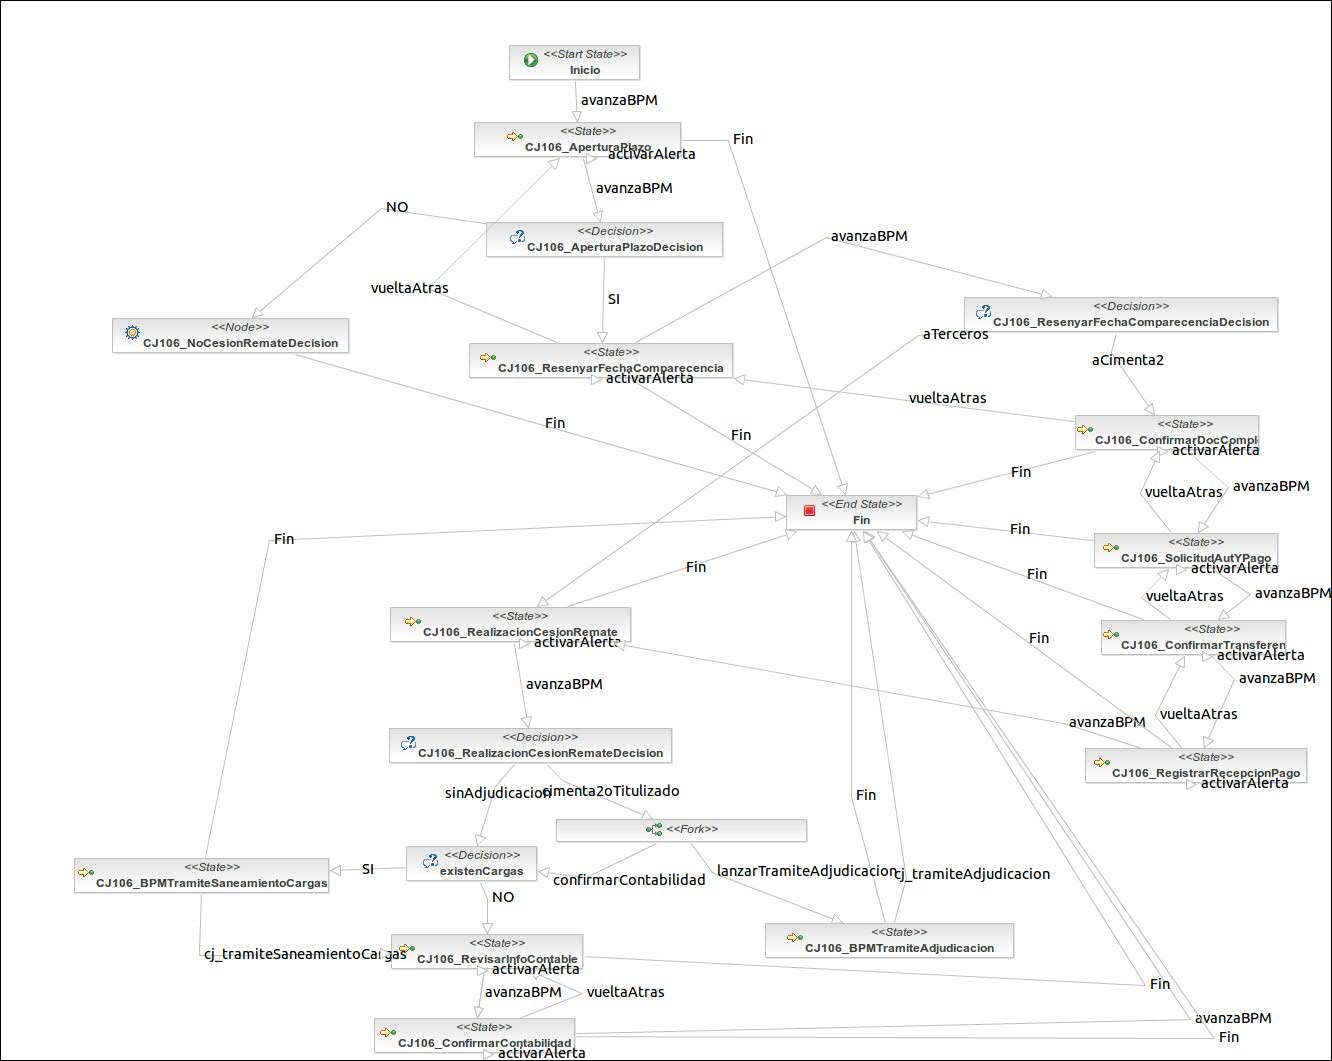 <<Start State>>
Inicio
avanzaBPM
<<State>>
CJ106_AperturaPlazo
activarAlerta
Fin
avanzaBPM
NO
<<Decision>>
CJ106_AperturaPlazoDecision
avanzaBPM
vueltaAtras
SI
<<Decision>>
CJ106_ResenyarFechaComparecenciaDecision
<<Node>>
CJ106_NoCesionRemateDecision
aTerceros
<<State>>
CJ106_ResenyarFechaComparecencia
activarAlerta
aCimenta2
vueltaAtras
Fin
Fin
<<State>>
CJ106_ConfirmarDocCompl
activarAlerta
Fin
vueltaAtras
avanzaBPM
<<End State>>
Fin
Fin
Fin
<<State>>
CJ106_SolicitudAutYPago
activarAlerta
Fin
Fin
vueltaAtras
avanzaBPM
<<State>>
CJ106_RealizacionCesionRemate
activarAlerta
Fin
<<State>>
CJ106_ConfirmarTransferen
activarAlerta
avanzaBPM
avanzaBPM
vueltaAtras
avanzaBPM
<<Decision>>
CJ106_RealizacionCesionRemateDecision
<<State>>
CJ106_RegistrarRecepcionPago
activarAlerta
sinAdjudicacion
cimenta2oTitulizado
Fin
<<Fork>>
<<Decision>>
existenCargas
<<State>>
CJ106_BPMTramiteSaneamientoCargas
SI
confirmarContabilidad
lanzarTramiteAdjudicacion
cj_tramiteAdjudicacion
NO
<<State>>
CJ106_BPMTramiteAdjudicacion
cj_tramiteSaneamientoCargas
<<State>>
CJ106_RevisarInfoContable
activarAlerta
Fin
avanzaBPM
vueltaAtras
<<State>>
CJ106_ConfirmarContabilidad
activarAlerta
avanzaBPM
Fin